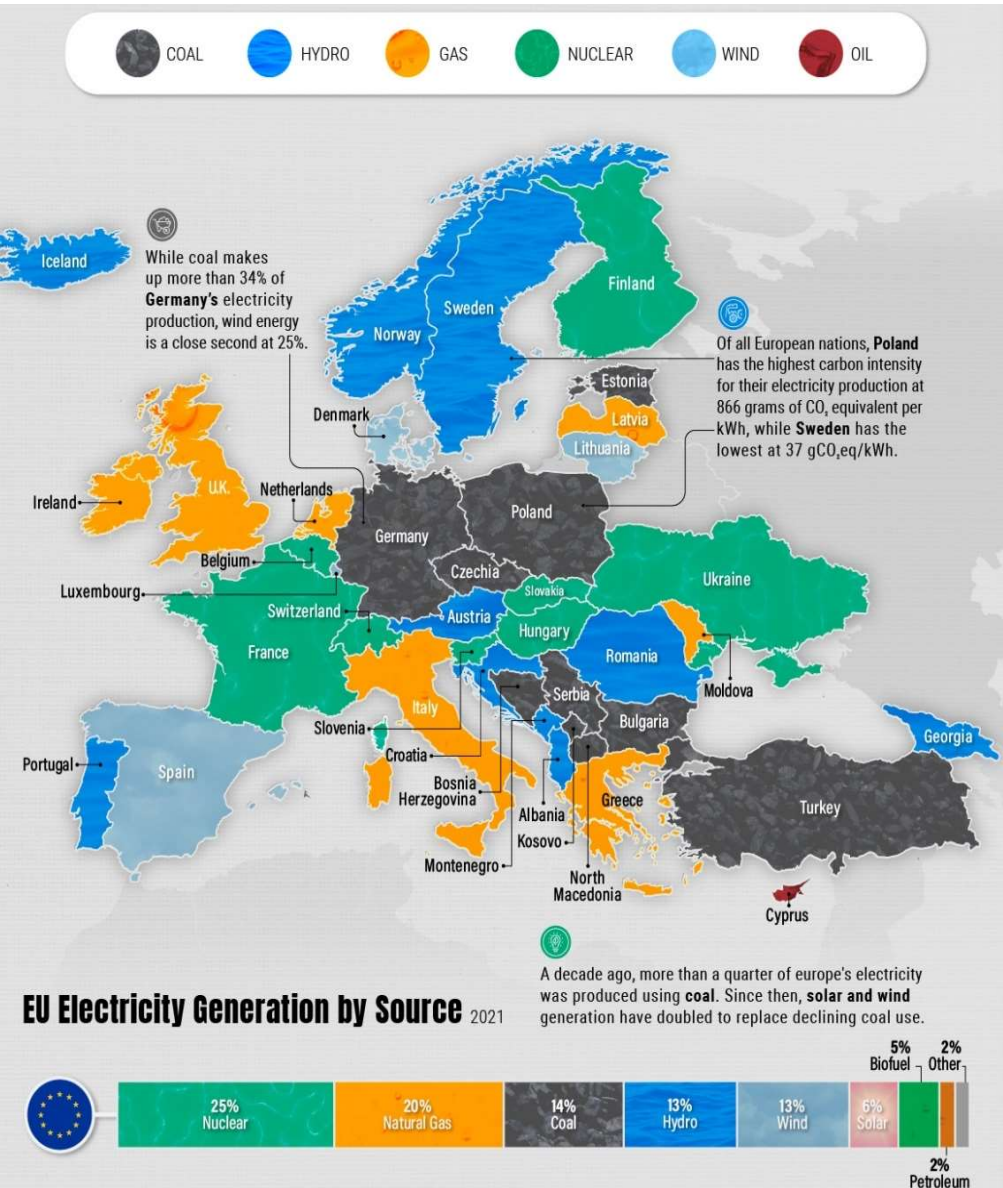 COAL
HYDRO
GAS
NUCLEAR
WIND
OIL
Iceland
While coal makes
up more than 34% of
Germany's electricity
production, wind energy
is a close second at 25%.
Norway
Sweden
Finland
Of all European nations, Poland
has the highest carbon intensity
for their electricity production at
866 grams of CO₂ equivalent per
kWh, while Sweden has the
lowest at 37 gCO₂eq/kWh.
Estonia
Latvia
Lithuania
Denmark
Ireland
U.K.
Netherlands
Belgium
Luxembourg
Germany
Poland
Czechia
Slovakia
Ukraine
Switzerland
Austria
Hungary
France
Romania
Moldova
Italy
Slovenia
Croatia
Serbia
Bulgaria
Georgia
Portugal
Spain
Bosnia
Herzegovina
Albania
Kosovo
Montenegro
Greece
North
Macedonia
Turkey
Cyprus
A decade ago, more than a quarter of europe's electricity
was produced using coal. Since then, solar and wind
generation have doubled to replace declining coal use.
EU Electricity Generation by Source 2021
25%
Nuclear
20%
Natural Gas
14%
Coal
13%
Hydro
13%
Wind
6%
Solar
5%
Biofuel
2%
Other
2%
Petroleum